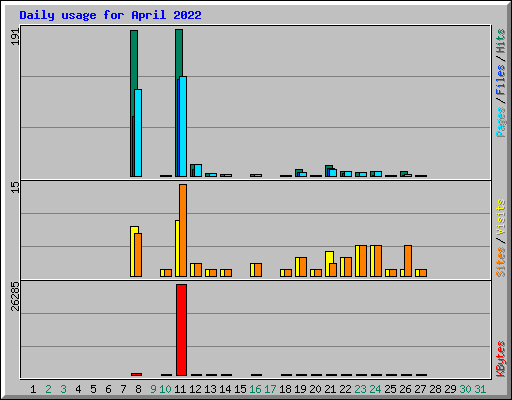 Daily usage for April 2022
191
Pages / Files / Hits
15
Sites / Visits
26285
KBytes
1 2 3 4 5 6 7 8 9 10 11 12 13 14 15 16 17 18 19 20 21 22 23 24 25 26 27 28 29 30 31